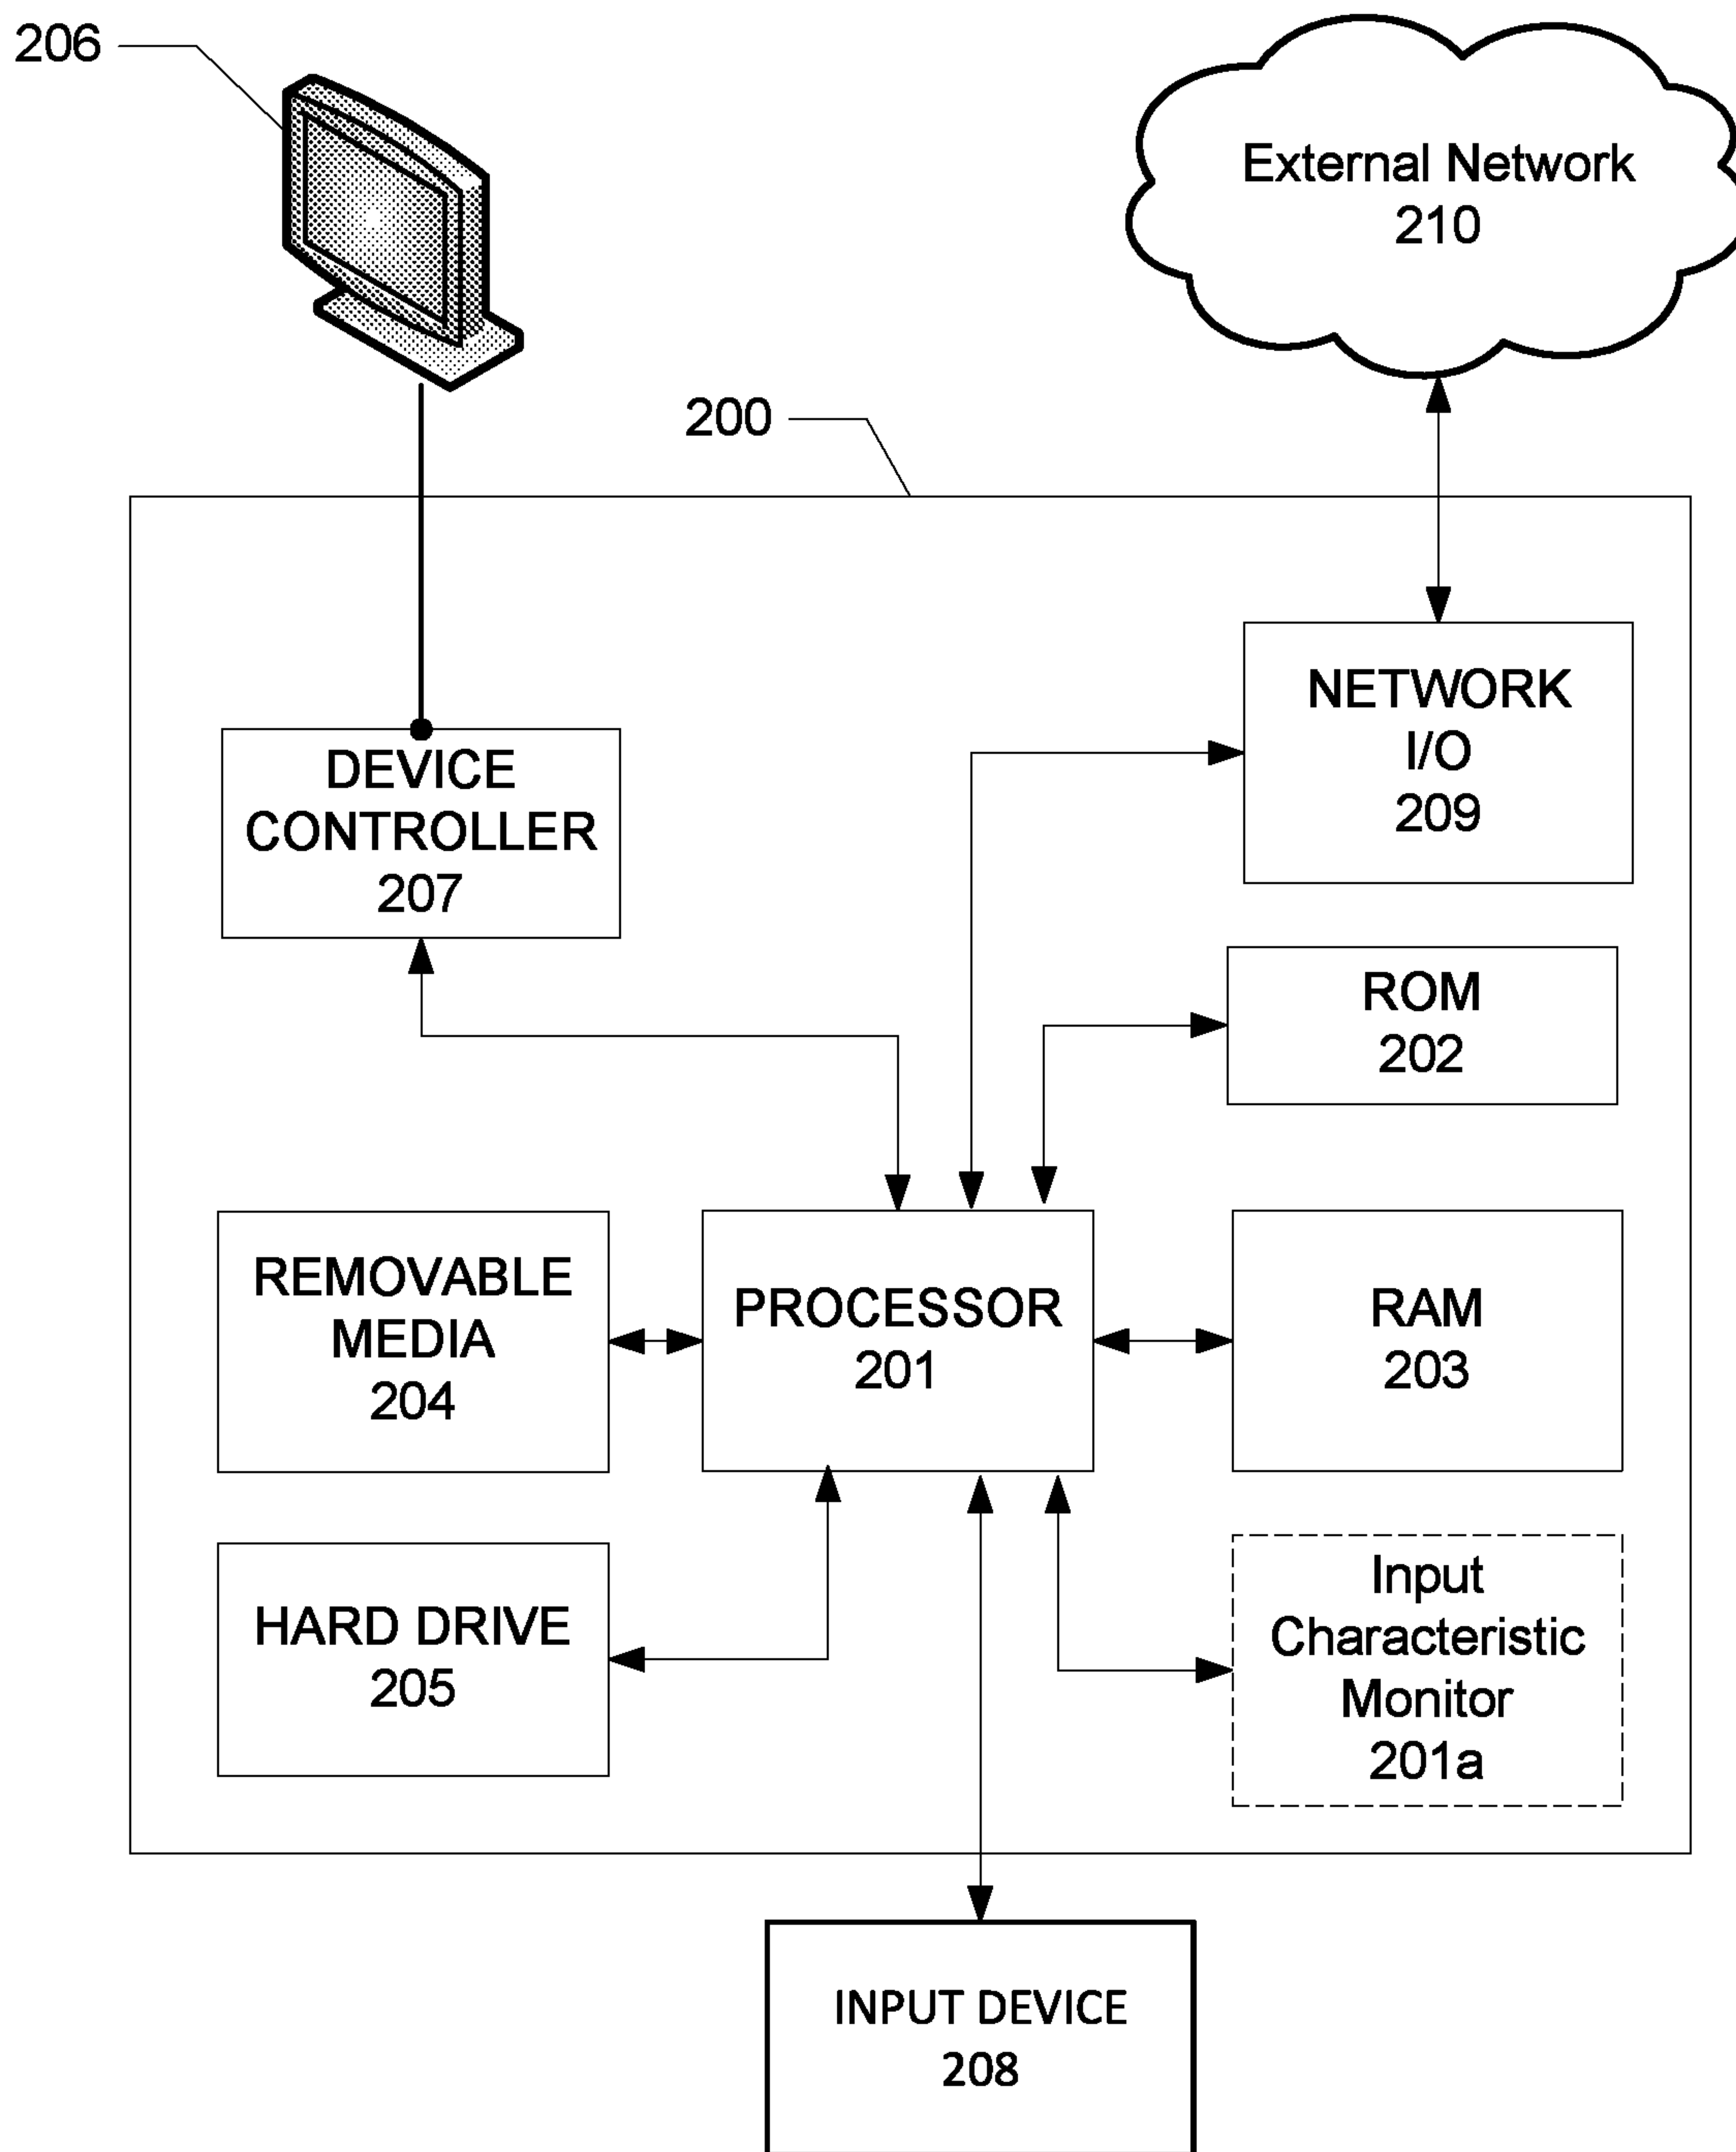 206
External Network
210
200
NETWORK
I/O
209
DEVICE
CONTROLLER
207
ROM
202
REMOVABLE
MEDIA
204
PROCESSOR
201
RAM
203
HARD DRIVE
205
Input
Characteristic
Monitor
201a
INPUT DEVICE
208